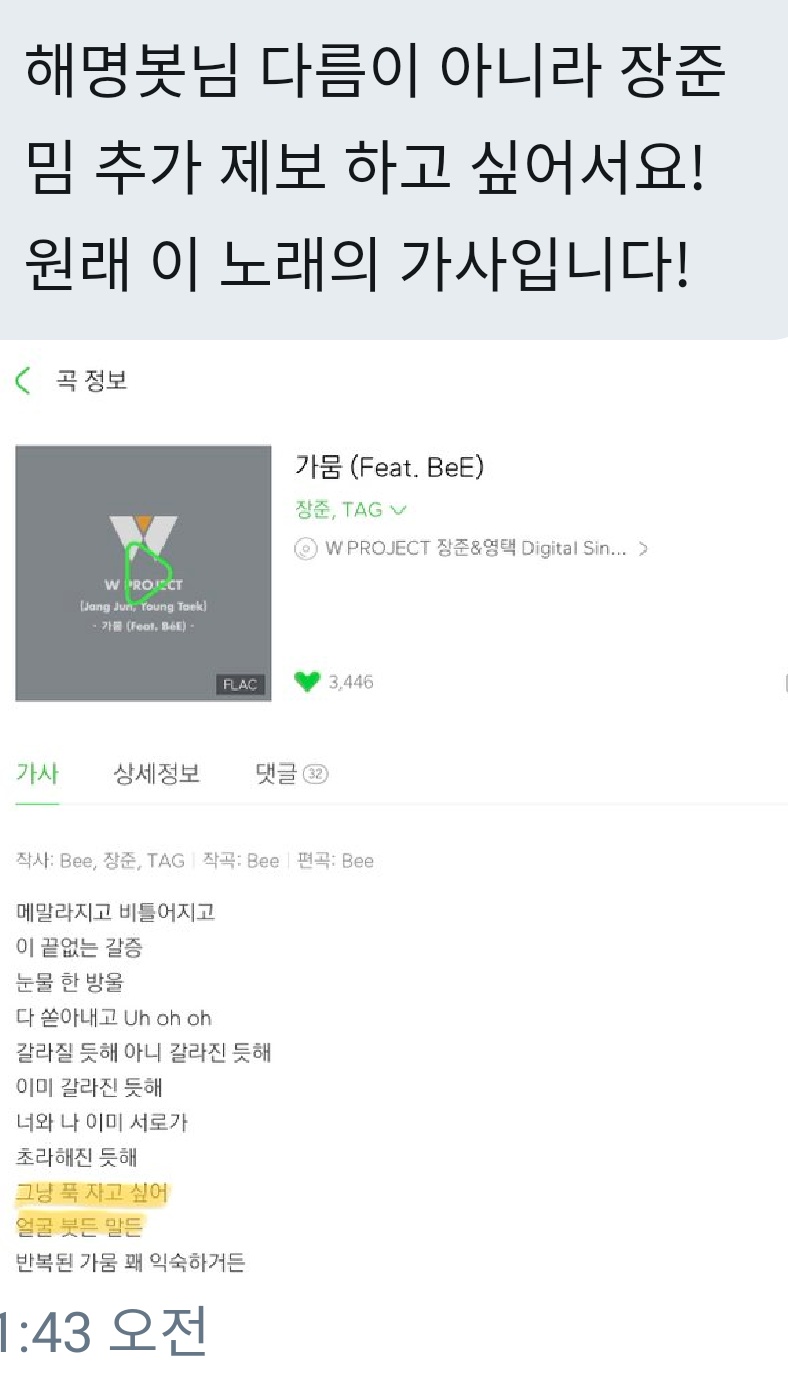 해명봇님 다름이 아니라 장준
밈 추가 제보 하고 싶어서요!
원래 이 노래의 가사입니다!
곡 정보
가뭄 (Feat. BeE)
장준, TAG
W PROJECT 장준&영택 Digital Sin...
W PROJECT
[Jang Jun, Young Taek]
- 가뭄 (Feat. BéE) -
FLAC
3,446
가사 상세정보 댓글 32
작사: Bee, 장준, TAG | 작곡: Bee | 편곡: Bee
메말라지고 비틀어지고
이 끝없는 갈증
눈물 한 방울
다 쏟아내고 Uh oh oh
갈라질 듯해 아니 갈라진 듯해
이미 갈라진 듯해
너와 나 이미 서로가
초라해진 듯해
그냥 푹 자고 싶어
얼굴 붓든 말든
반복된 가뭄 꽤 익숙하거든
1:43 오전